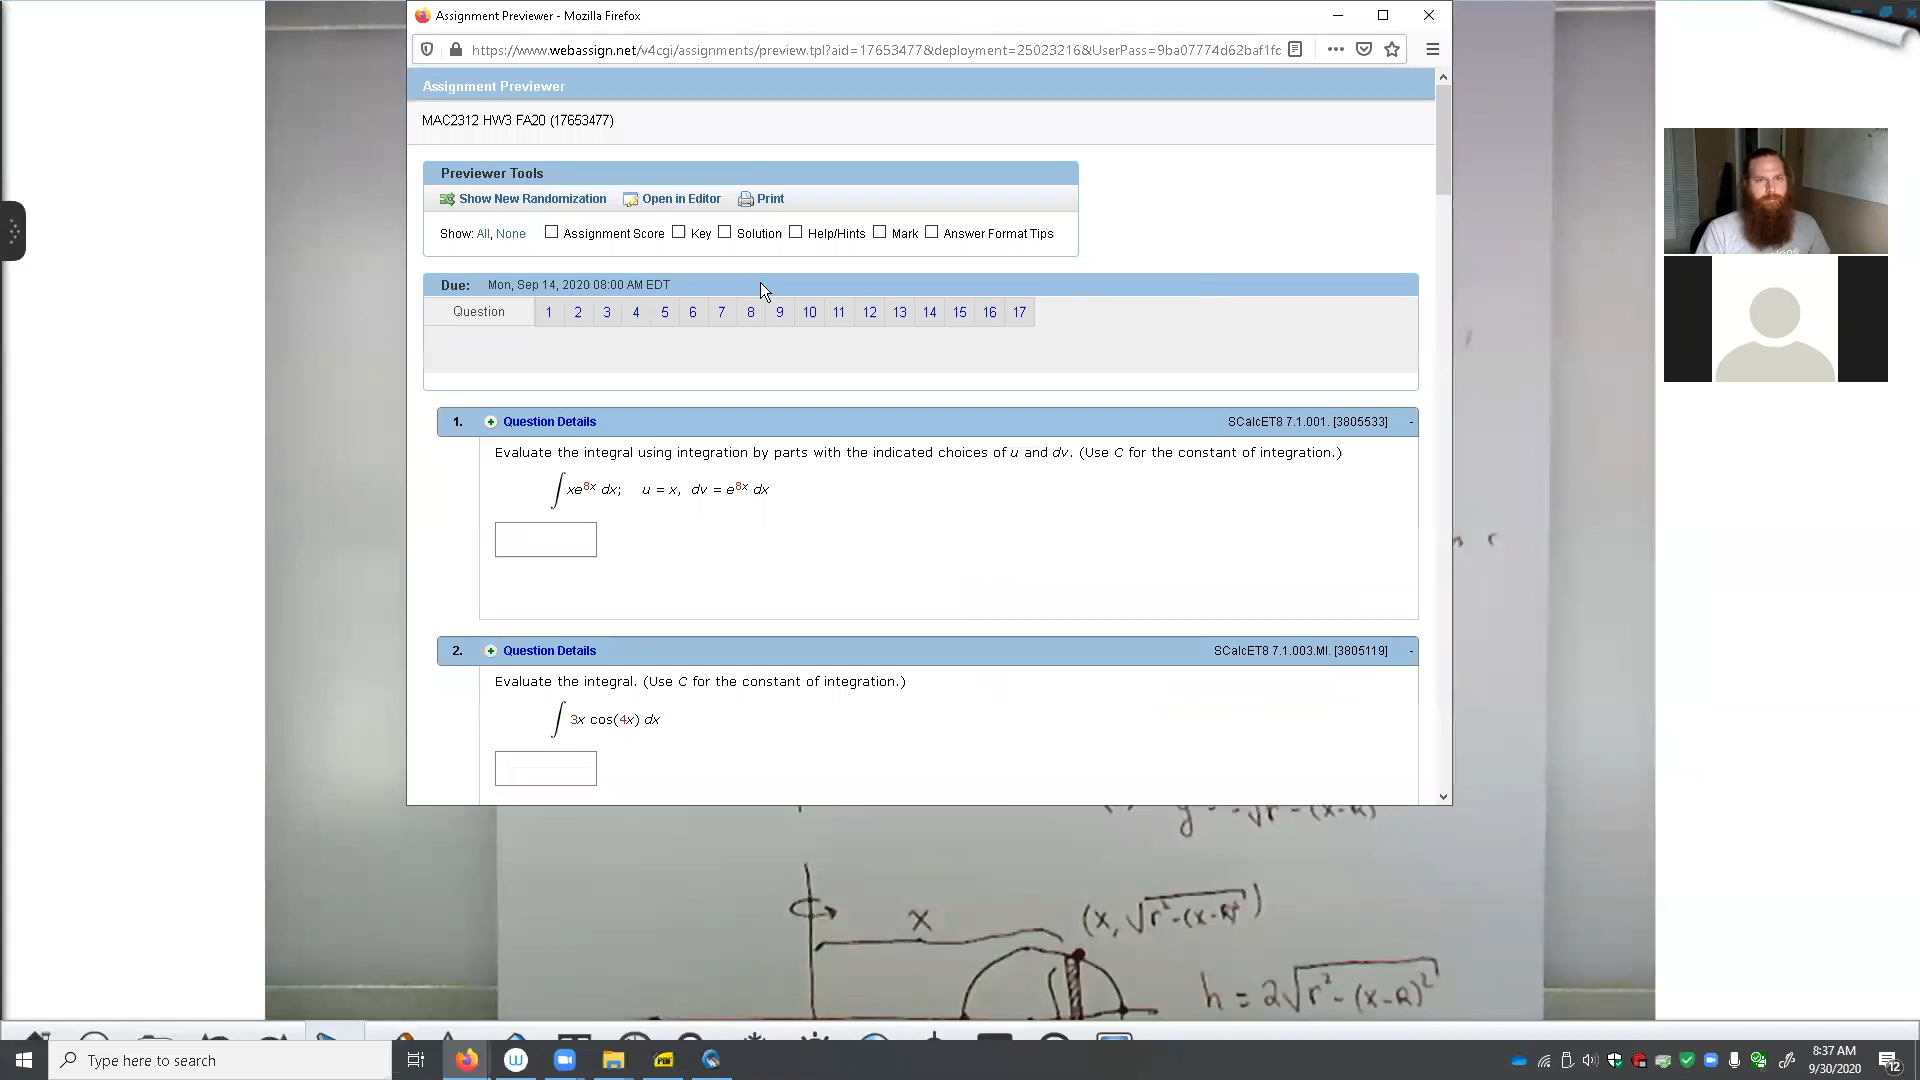 Assignment Previewer - Mozilla Firefox
https://www.webassign.net/v4cgi/assignments/preview.tpl?aid=17653477&deployment=25023216&UserPass=9ba07774d62baf1fc
Assignment Previewer
MAC2312 HW3 FA20 (17653477)
Previewer Tools
Show New Randomization Open in Editor Print
Show: All, None Assignment Score Key Solution Help/Hints Mark Answer Format Tips
Due: Mon, Sep 14, 2020 08:00 AM EDT
Question 1 2 3 4 5 6 7 8 9 10 11 12 13 14 15 16 17
1. Question Details SCalcET8 7.1.001. [3805533] -
Evaluate the integral using integration by parts with the indicated choices of u and dv. (Use C for the constant of integration.)
∫ xe^8x dx; u = x, dv = e^8x dx
2. Question Details SCalcET8 7.1.003.MI. [3805119] -
Evaluate the integral. (Use C for the constant of integration.)
∫ 3x cos(4x) dx
x (x, √r²-(x-R)²)
h = 2√r²-(x-R)²
Type here to search
8:37 AM
9/30/2020
12